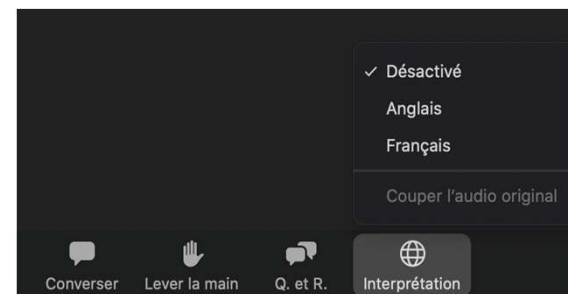 Désactivé
Anglais
Français
Couper l'audio original
Converser
Lever la main
Q. et R.
Interprétation